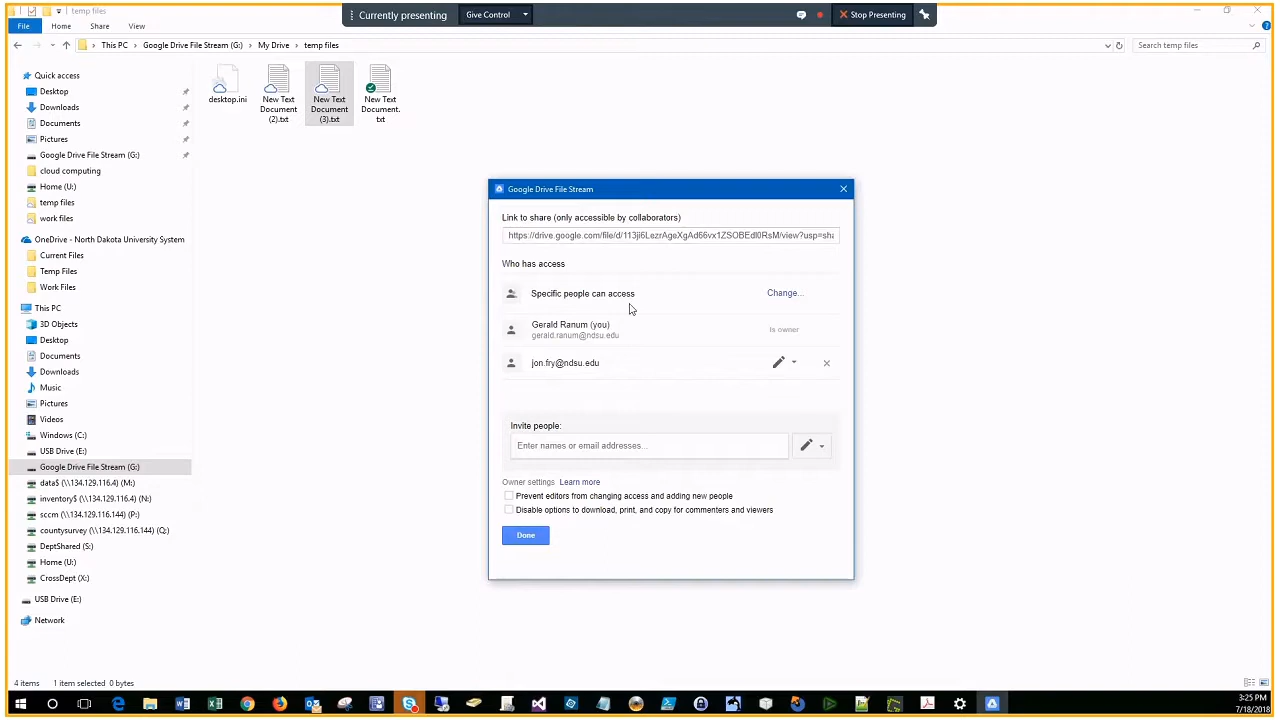 temp files
Currently presenting
Give Control
Stop Presenting
File
Home
Share
View
This PC
Google Drive File Stream (G:)
My Drive
temp files
Search temp files
Quick access
Desktop
Downloads
Documents
Pictures
Google Drive File Stream (G:)
cloud computing
Home (U:)
temp files
work files
OneDrive - North Dakota University System
Current Files
Temp Files
Work Files
This PC
3D Objects
Desktop
Documents
Downloads
Music
Pictures
Videos
Windows (C:)
USB Drive (E:)
Google Drive File Stream (G:)
data$ (\\134.129.116.4) (M:)
inventory$ (\\134.129.116.4) (N:)
sccm (\\134.129.116.144) (P:)
countysurvey (\\134.129.116.144) (Q:)
DeptShared (S:)
Home (U:)
CrossDept (X:)
USB Drive (E:)
Network
desktop.ini
New Text
Document
(2).txt
New Text
Document
(3).txt
New Text
Document.
txt
Google Drive File Stream
Link to share (only accessible by collaborators)
https://drive.google.com/file/d/113ji6LezrAgeXgAd66vx1ZSOBEdl0RsM/view?usp=sha
Who has access
Specific people can access
Change...
Gerald Ranum (you)
gerald.ranum@ndsu.edu
Is owner
jon.fry@ndsu.edu
Invite people:
Enter names or email addresses...
Owner settings Learn more
Prevent editors from changing access and adding new people
Disable options to download, print, and copy for commenters and viewers
Done
4 items
1 item selected 0 bytes
3:25 PM
7/18/2018